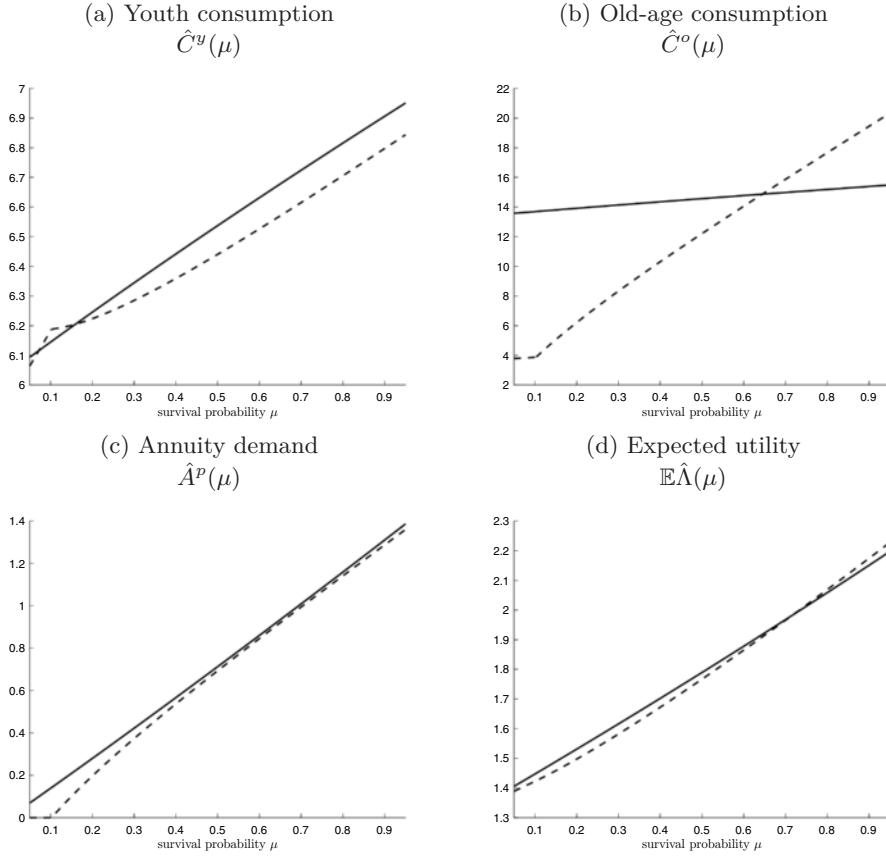 (a) Youth consumption
Ĉ^y(μ)
7
6.9
6.8
6.7
6.6
6.5
6.4
6.3
6.2
6.1
6
0.1 0.2 0.3 0.4 0.5 0.6 0.7 0.8 0.9
survival probability μ
(b) Old-age consumption
Ĉ^o(μ)
22
20
18
16
14
12
10
8
6
4
2
0.1 0.2 0.3 0.4 0.5 0.6 0.7 0.8 0.9
survival probability μ
(c) Annuity demand
Â^p(μ)
1.4
1.2
1
0.8
0.6
0.4
0.2
0
0.1 0.2 0.3 0.4 0.5 0.6 0.7 0.8 0.9
survival probability μ
(d) Expected utility
𝔼Λ̂(μ)
2.3
2.2
2.1
2
1.9
1.8
1.7
1.6
1.5
1.4
1.3
0.1 0.2 0.3 0.4 0.5 0.6 0.7 0.8 0.9
survival probability μ